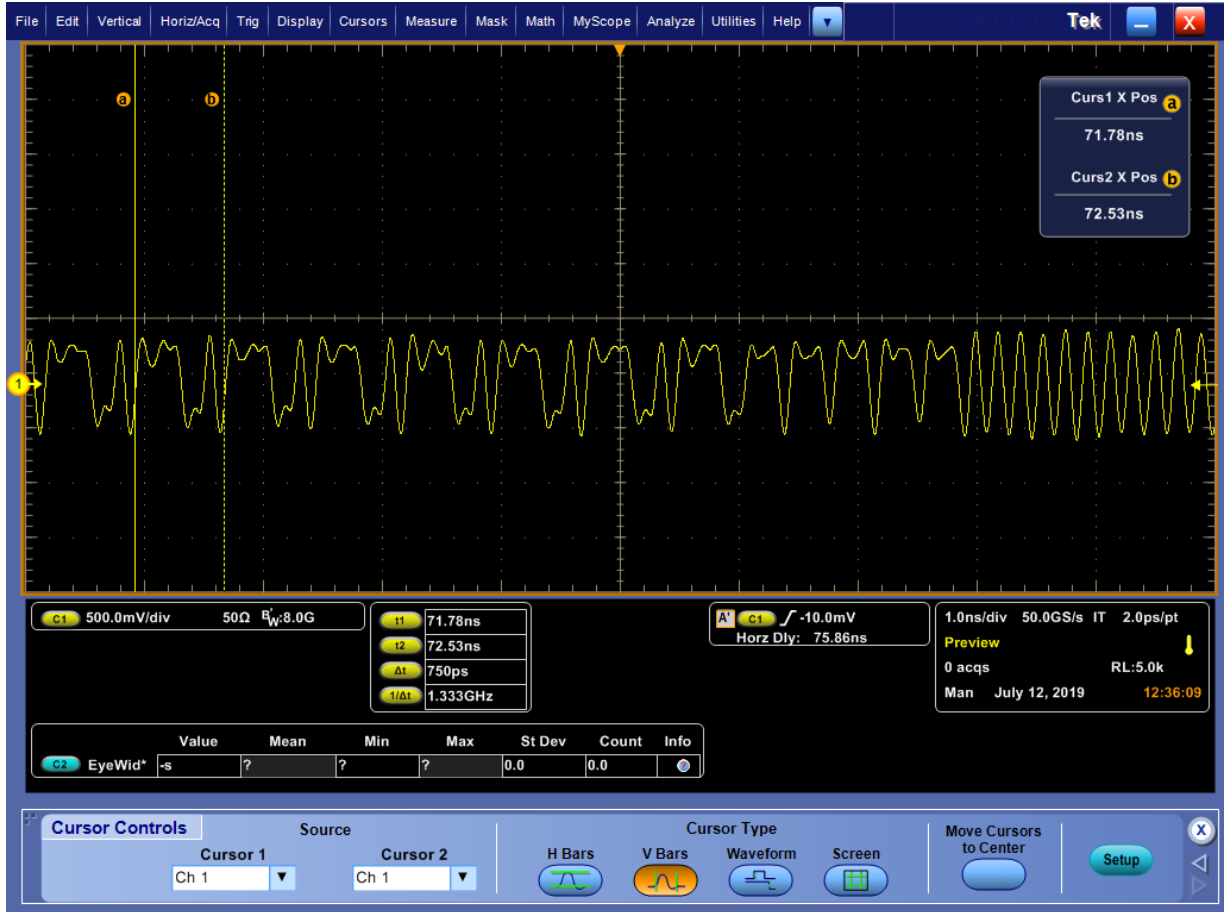 File Edit Vertical Horiz/Acq Trig Display Cursors Measure Mask Math MyScope Analyze Utilities Help Tek X
a b
Curs1 X Pos a
71.78ns
Curs2 X Pos b
72.53ns
1
C1 500.0mV/div 50Ω B'W:8.0G
t1 71.78ns
t2 72.53ns
Δt 750ps
1/Δt 1.333GHz
A' C1 -10.0mV
Horz Dly: 75.86ns
1.0ns/div 50.0GS/s IT 2.0ps/pt
Preview
0 acqs RL:5.0k
Man July 12, 2019 12:36:09
Value Mean Min Max St Dev Count Info
C2 EyeWid* -s ? ? ? 0.0 0.0 ?
Cursor Controls
Source
Cursor 1 Cursor 2
Ch 1 Ch 1
Cursor Type
H Bars V Bars Waveform Screen
Move Cursors
to Center
Setup
X